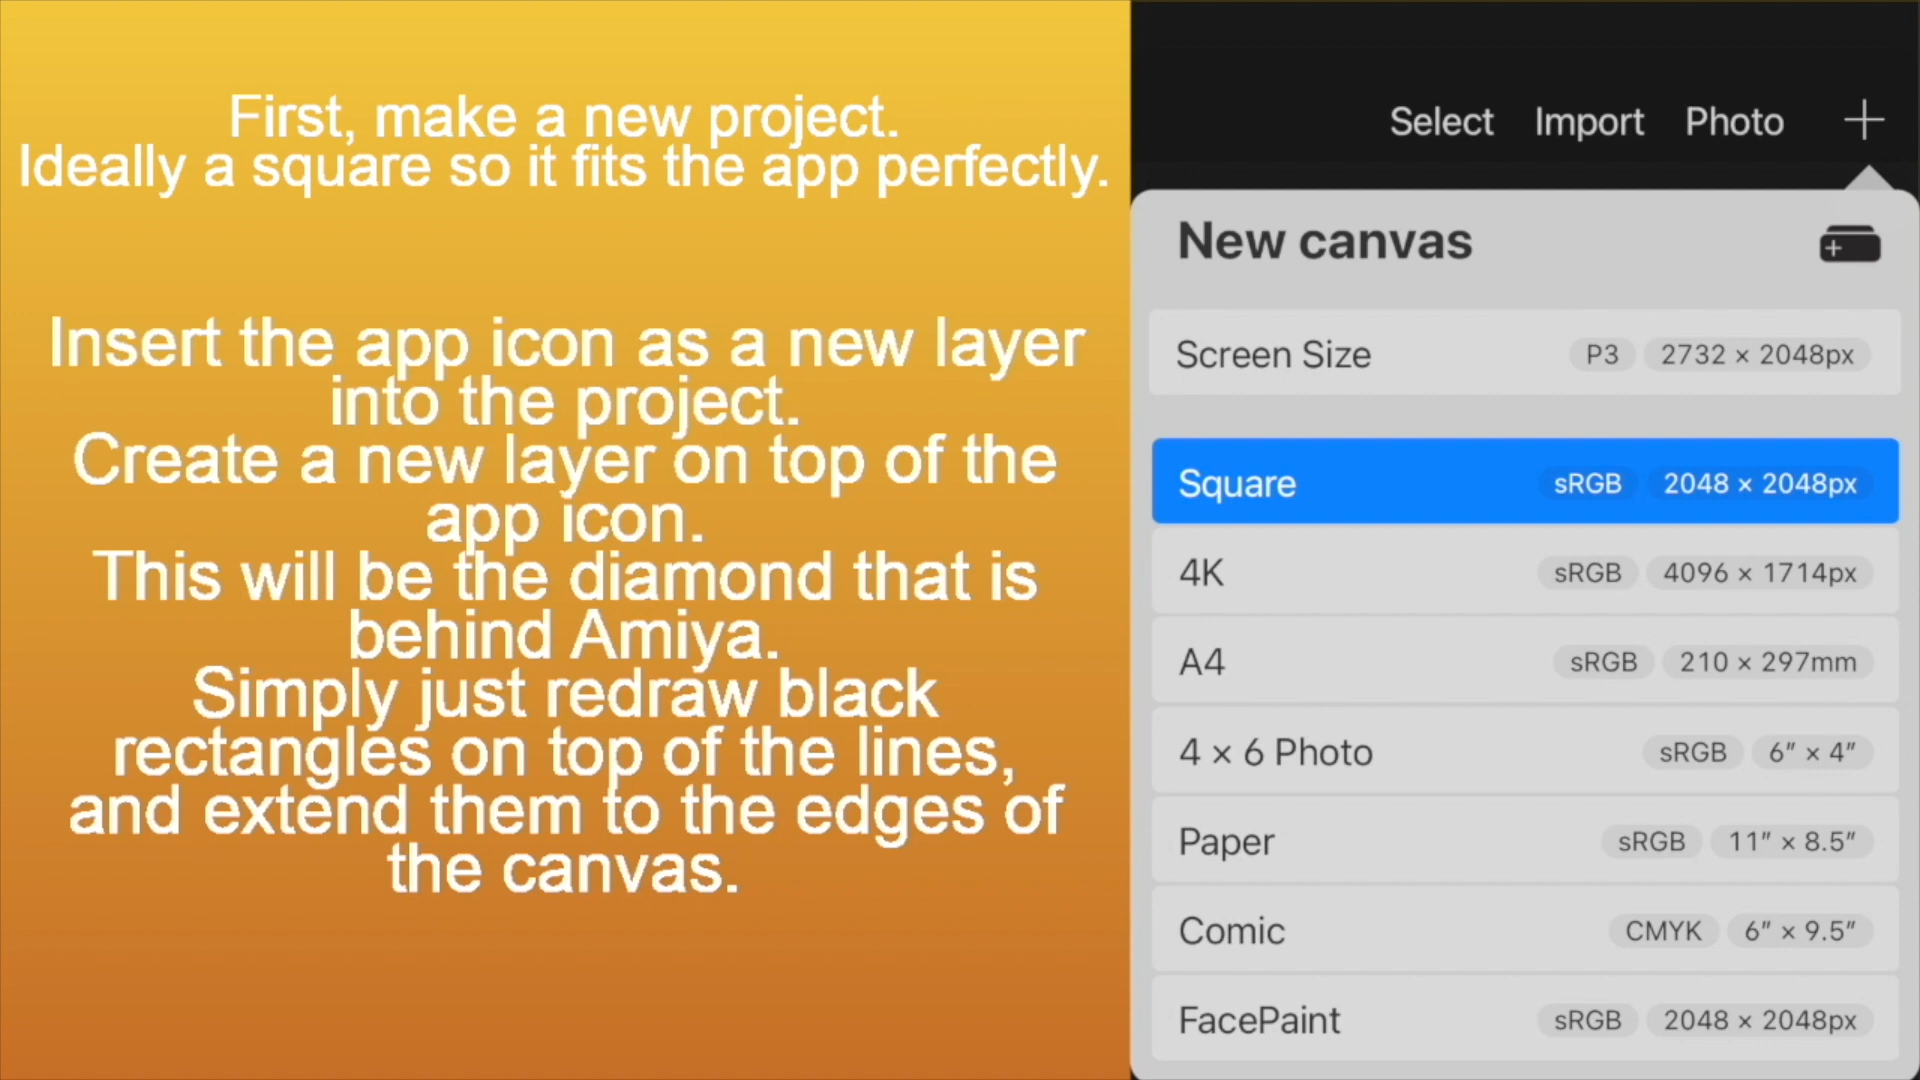 First, make a new project.
Ideally a square so it fits the app perfectly.
Insert the app icon as a new layer
into the project.
Create a new layer on top of the
app icon.
This will be the diamond that is
behind Amiya.
Simply just redraw black
rectangles on top of the lines,
and extend them to the edges of
the canvas.
Select Import Photo
New canvas
Screen Size P3 2732 × 2048px
Square sRGB 2048 × 2048px
4K sRGB 4096 × 1714px
A4 sRGB 210 × 297mm
4 × 6 Photo sRGB 6″ × 4″
Paper sRGB 11″ × 8.5″
Comic CMYK 6″ × 9.5″
FacePaint sRGB 2048 × 2048px